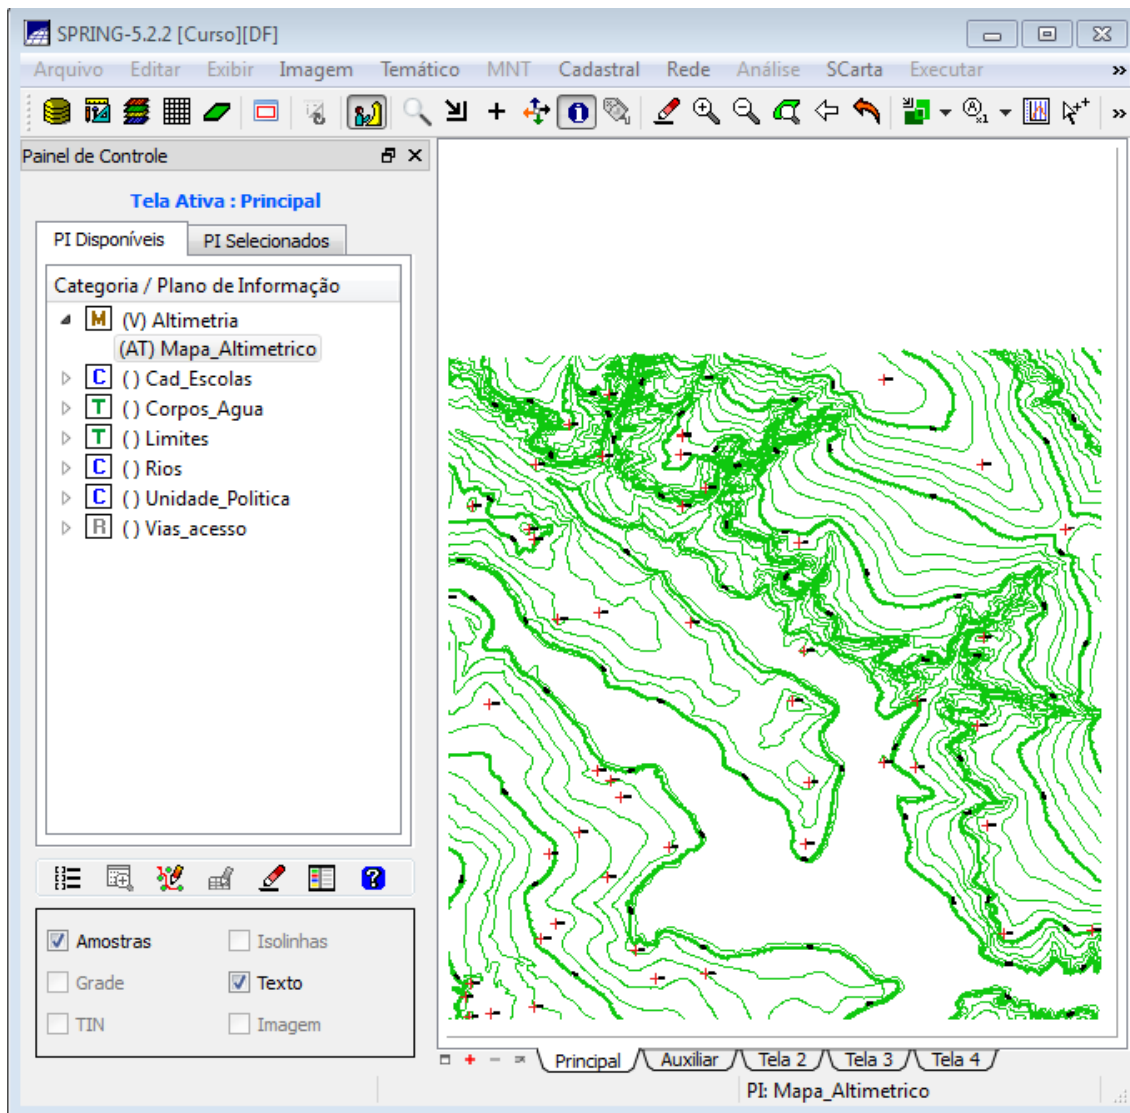 SPRING-5.2.2 [Curso][DF]
Arquivo Editar Exibir Imagem Temático MNT Cadastral Rede Análise SCarta Executar »
Painel de Controle
Tela Ativa : Principal
PI Disponíveis PI Selecionados
Categoria / Plano de Informação
M (V) Altimetria
(AT) Mapa_Altimetrico
C ( ) Cad_Escolas
T ( ) Corpos_Agua
T ( ) Limites
C ( ) Rios
C ( ) Unidade_Politica
R ( ) Vias_acesso
Amostras Isolinhas
Grade Texto
TIN Imagem
Principal Auxiliar Tela 2 Tela 3 Tela 4
PI: Mapa_Altimetrico